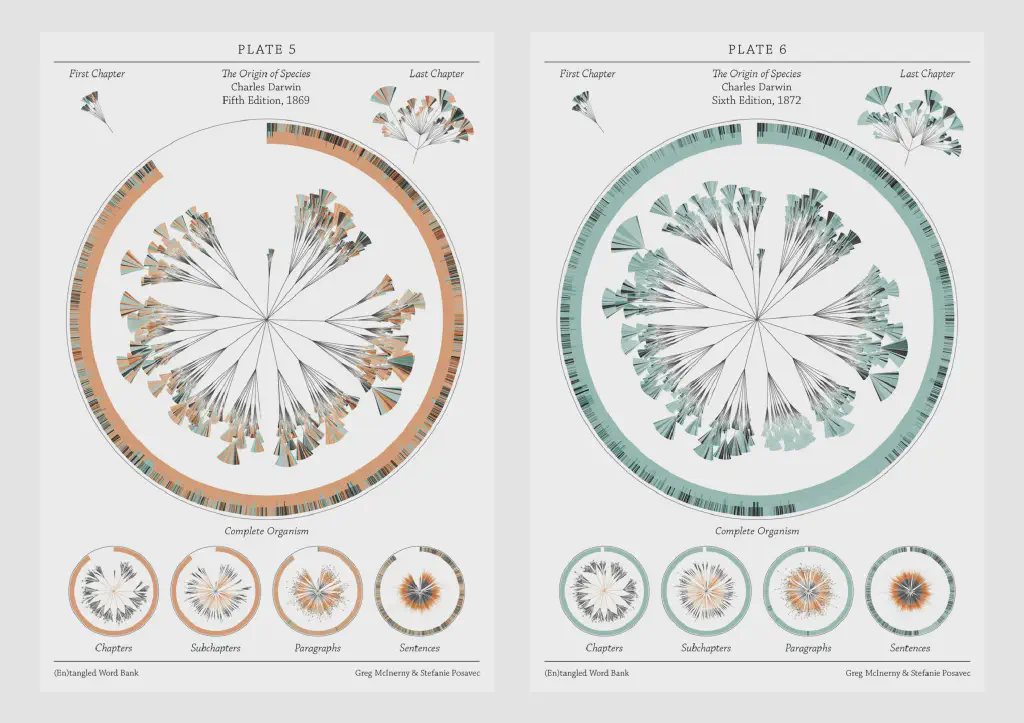 PLATE 5
First Chapter
The Origin of Species
Last Chapter
Charles Darwin
Fifth Edition, 1869
Complete Organism
Chapters
Subchapters
Paragraphs
Sentences
(En)tangled Word Bank
Greg McInerny & Stefanie Posavec
PLATE 6
First Chapter
The Origin of Species
Last Chapter
Charles Darwin
Sixth Edition, 1872
Complete Organism
Chapters
Subchapters
Paragraphs
Sentences
(En)tangled Word Bank
Greg McInerny & Stefanie Posavec